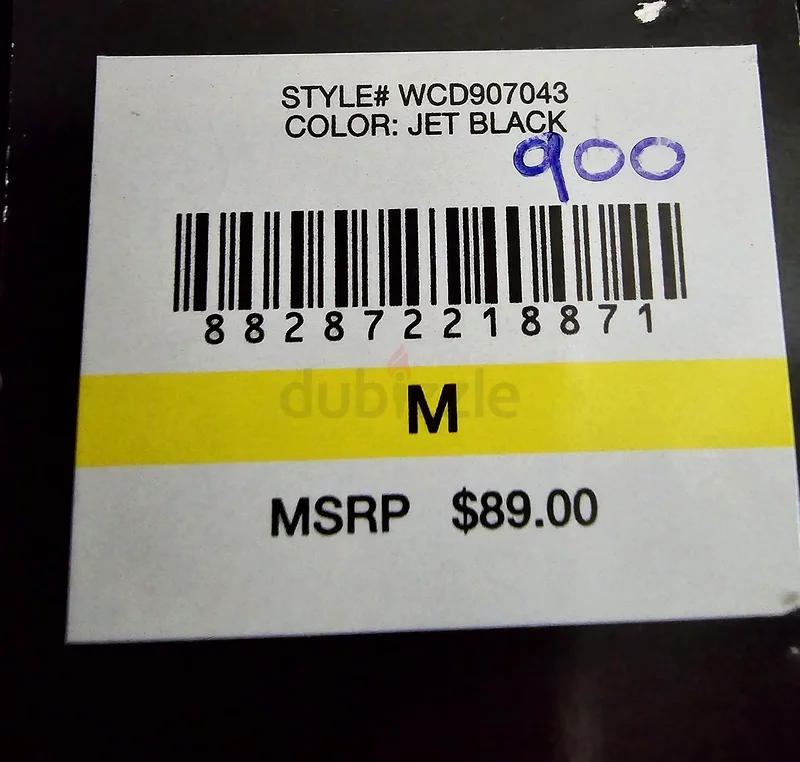 STYLE# WCD907043
COLOR: JET BLACK
900
882872218871
dubizzle
M
MSRP $89.00